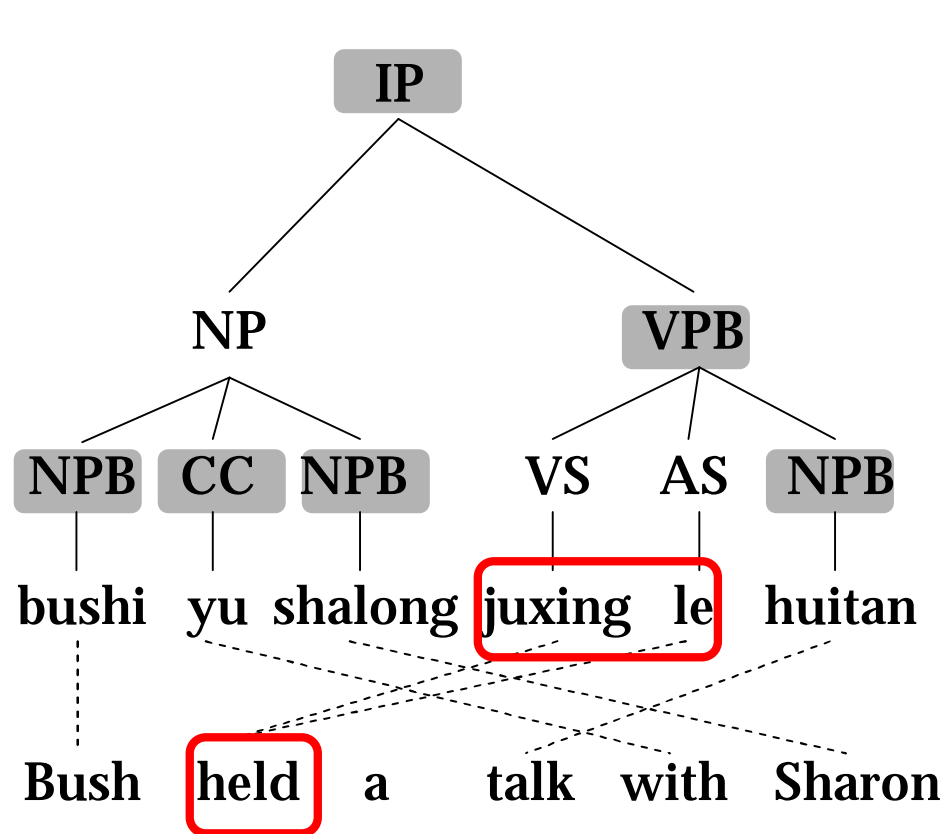 IP
NP VPB
NPB CC NPB VS AS NPB
bushi yu shalong juxing le huitan
Bush held a talk with Sharon